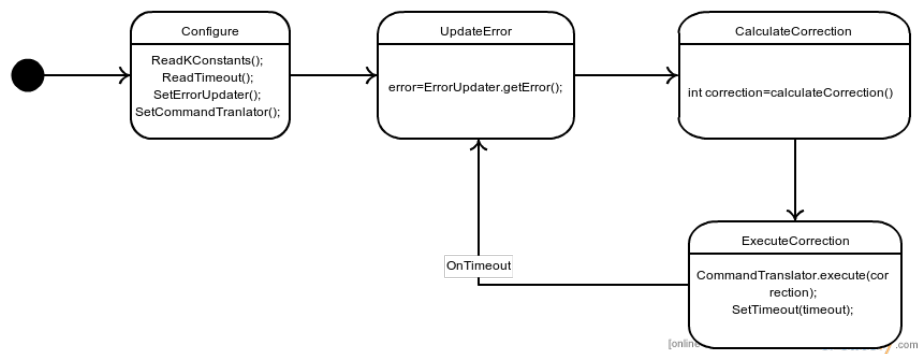 Configure
ReadKConstants();
ReadTimeout();
SetErrorUpdater();
SetCommandTranlator();
UpdateError
error=ErrorUpdater.getError();
CalculateCorrection
int correction=calculateCorrection()
OnTimeout
ExecuteCorrection
CommandTranslator.execute(cor
rection);
SetTimeout(timeout);
[online
.com